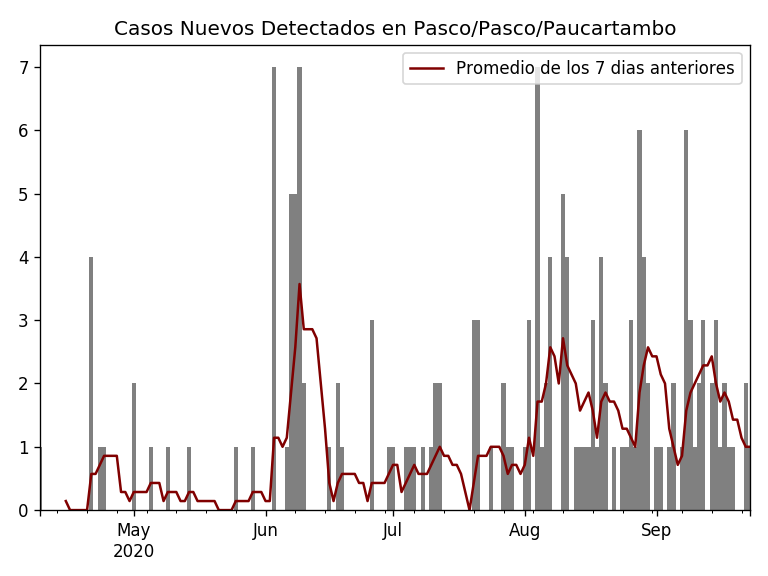 Casos Nuevos Detectados en Pasco/Pasco/Paucartambo
Promedio de los 7 dias anteriores
7
6
5
4
3
2
1
0
May
2020
Jun
Jul
Aug
Sep